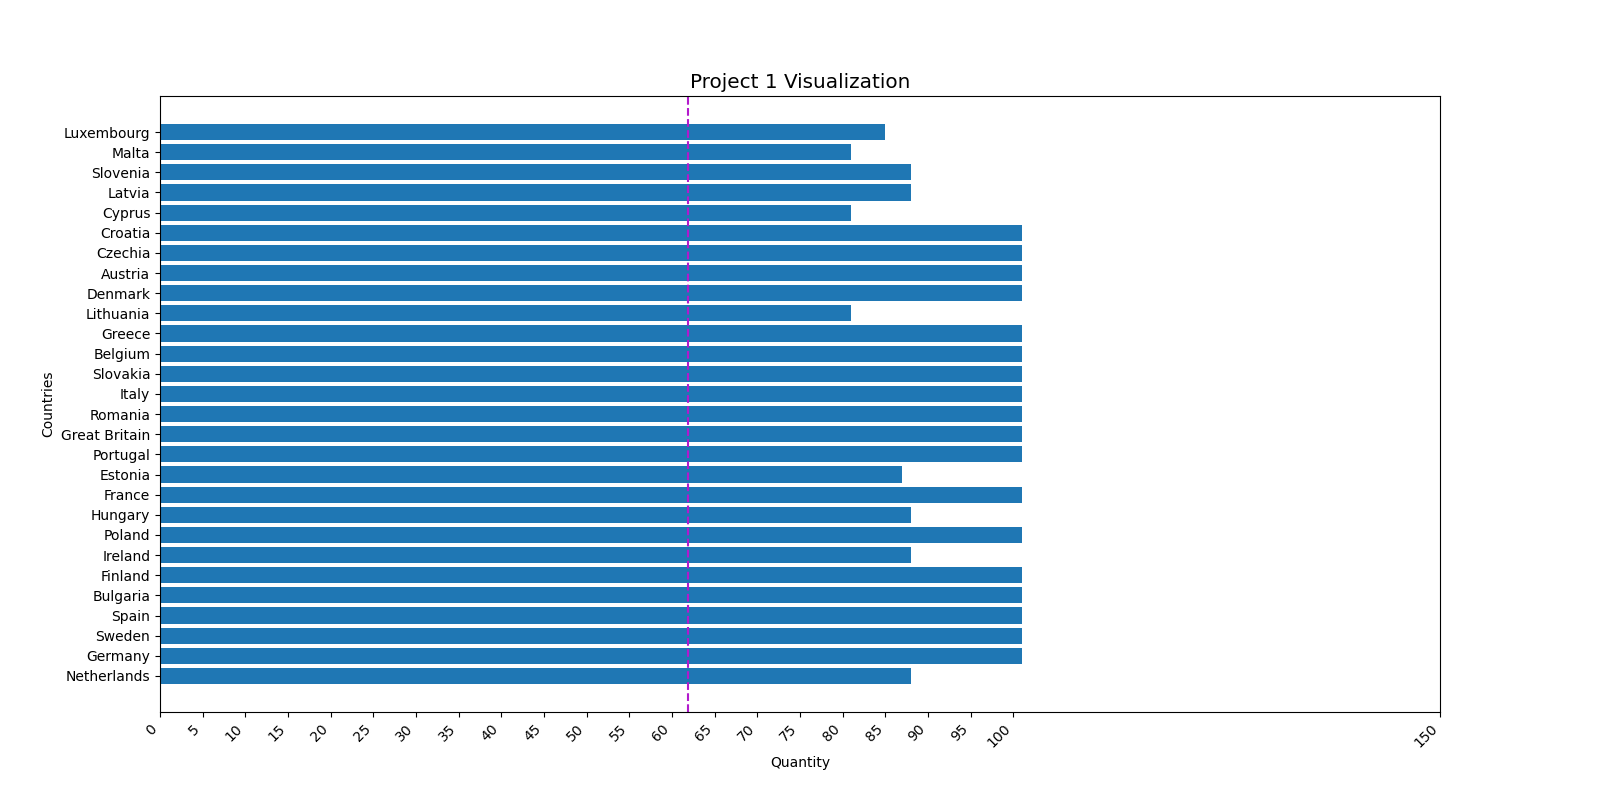 Project 1 Visualization
Luxembourg
Malta
Slovenia
Latvia
Cyprus
Croatia
Czechia
Austria
Denmark
Lithuania
Greece
Belgium
Slovakia
Italy
Romania
Great Britain
Portugal
Estonia
France
Hungary
Poland
Ireland
Finland
Bulgaria
Spain
Sweden
Germany
Netherlands
Countries
0 5 10 15 20 25 30 35 40 45 50 55 60 65 70 75 80 85 90 95 100 150
Quantity